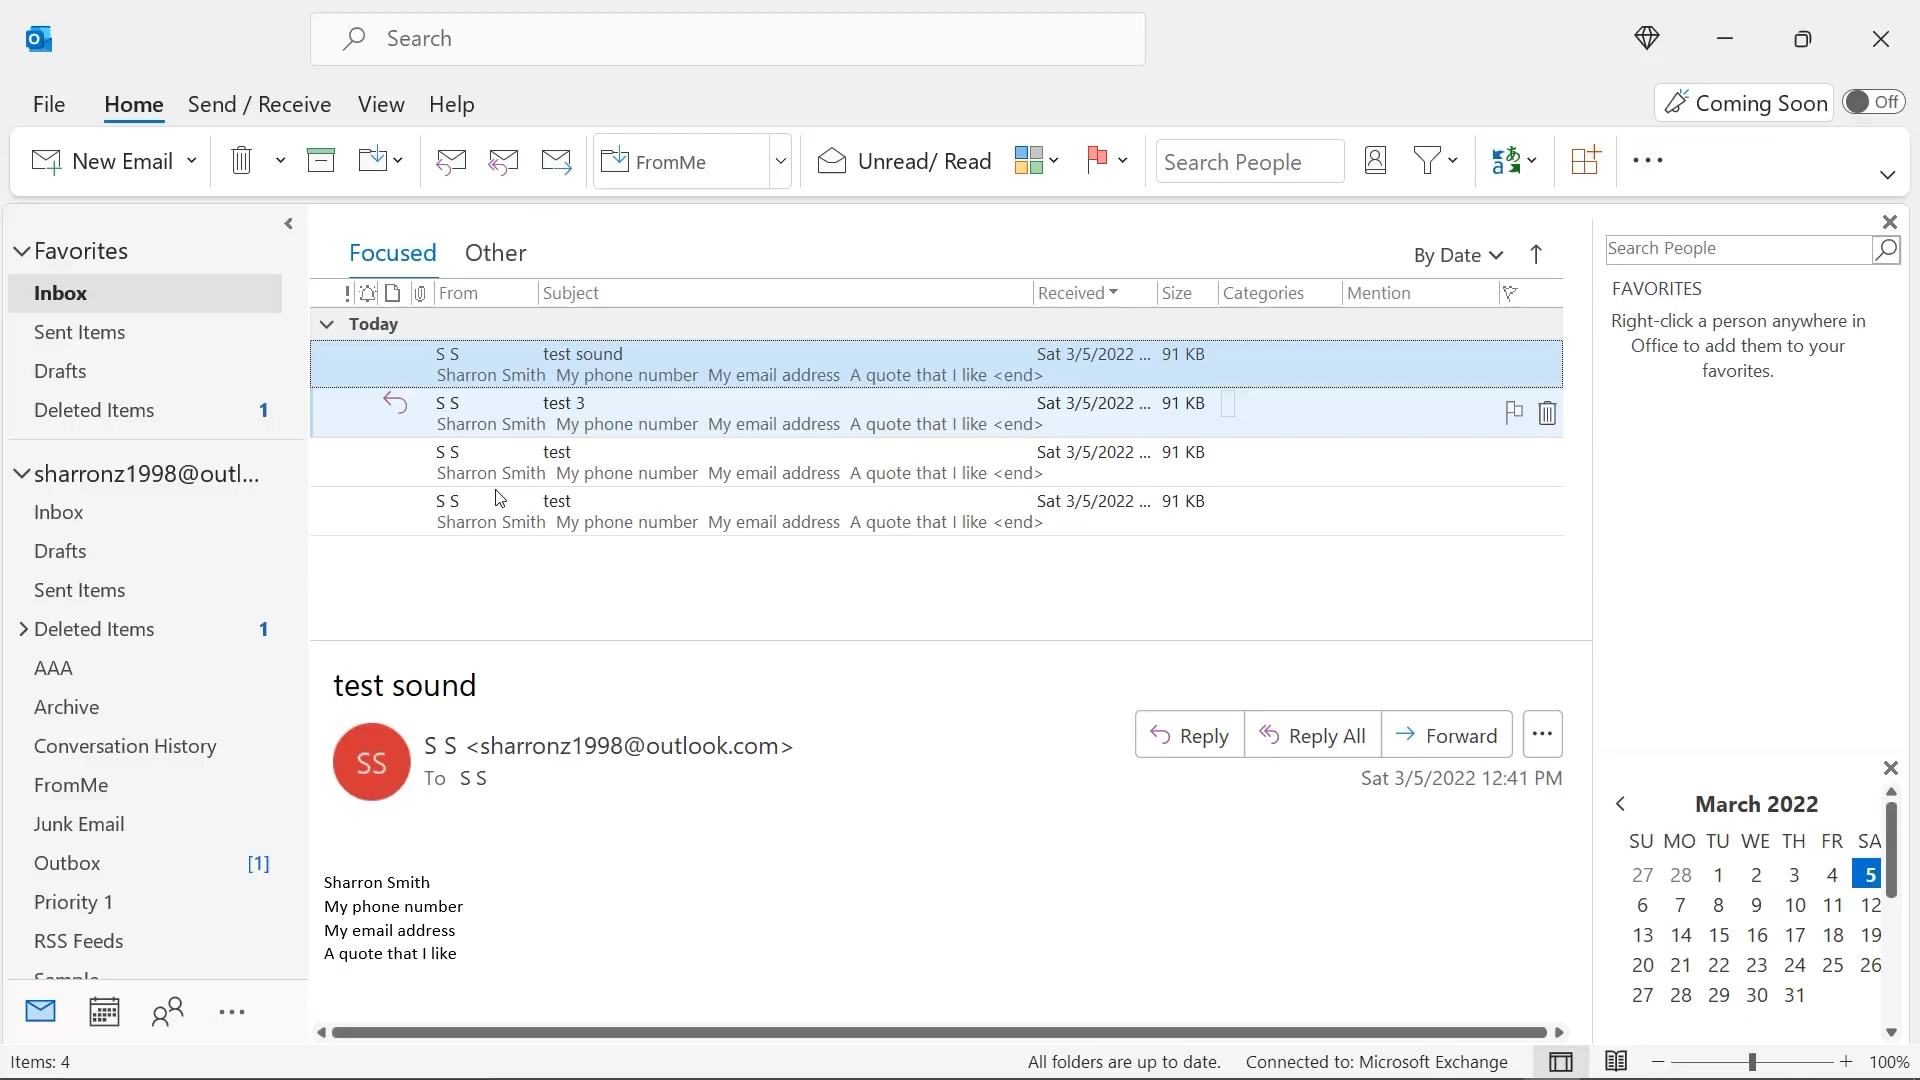 Search
File Home Send / Receive View Help
Coming Soon Off
New Email FromMe Unread/ Read Search People
Favorites
Inbox
Sent Items
Drafts
Deleted Items 1
sharronz1998@outl...
Inbox
Drafts
Sent Items
Deleted Items 1
AAA
Archive
Conversation History
FromMe
Junk Email
Outbox [1]
Priority 1
RSS Feeds
Sample
Focused Other By Date
! From Subject Received Size Categories Mention
Today
S S test sound Sat 3/5/2022 ... 91 KB
Sharron Smith My phone number My email address A quote that I like <end>
S S test 3 Sat 3/5/2022 ... 91 KB
Sharron Smith My phone number My email address A quote that I like <end>
S S test Sat 3/5/2022 ... 91 KB
Sharron Smith My phone number My email address A quote that I like <end>
S S test Sat 3/5/2022 ... 91 KB
Sharron Smith My phone number My email address A quote that I like <end>
test sound
SS
S S <sharronz1998@outlook.com>
To S S
Reply Reply All Forward
Sat 3/5/2022 12:41 PM
Sharron Smith
My phone number
My email address
A quote that I like
Search People
FAVORITES
Right-click a person anywhere in
Office to add them to your
favorites.
March 2022
SU MO TU WE TH FR SA
27 28 1 2 3 4 5
6 7 8 9 10 11 12
13 14 15 16 17 18 19
20 21 22 23 24 25 26
27 28 29 30 31
Items: 4 All folders are up to date. Connected to: Microsoft Exchange 100%